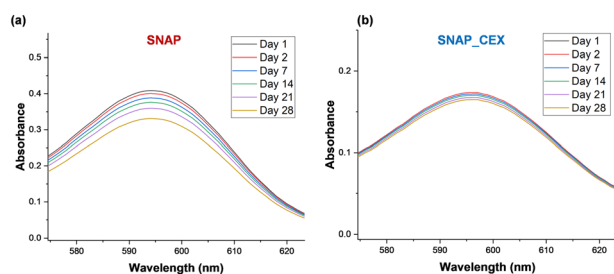 (a)
SNAP
Day 1
Day 2
Day 7
Day 14
Day 21
Day 28
Absorbance
0.5
0.4
0.3
0.2
0.1
0.0
580 590 600 610 620
Wavelength (nm)
(b)
SNAP_CEX
Day 1
Day 2
Day 7
Day 14
Day 21
Day 28
Absorbance
0.2
0.1
0.0
580 590 600 610 620
Wavelength (nm)